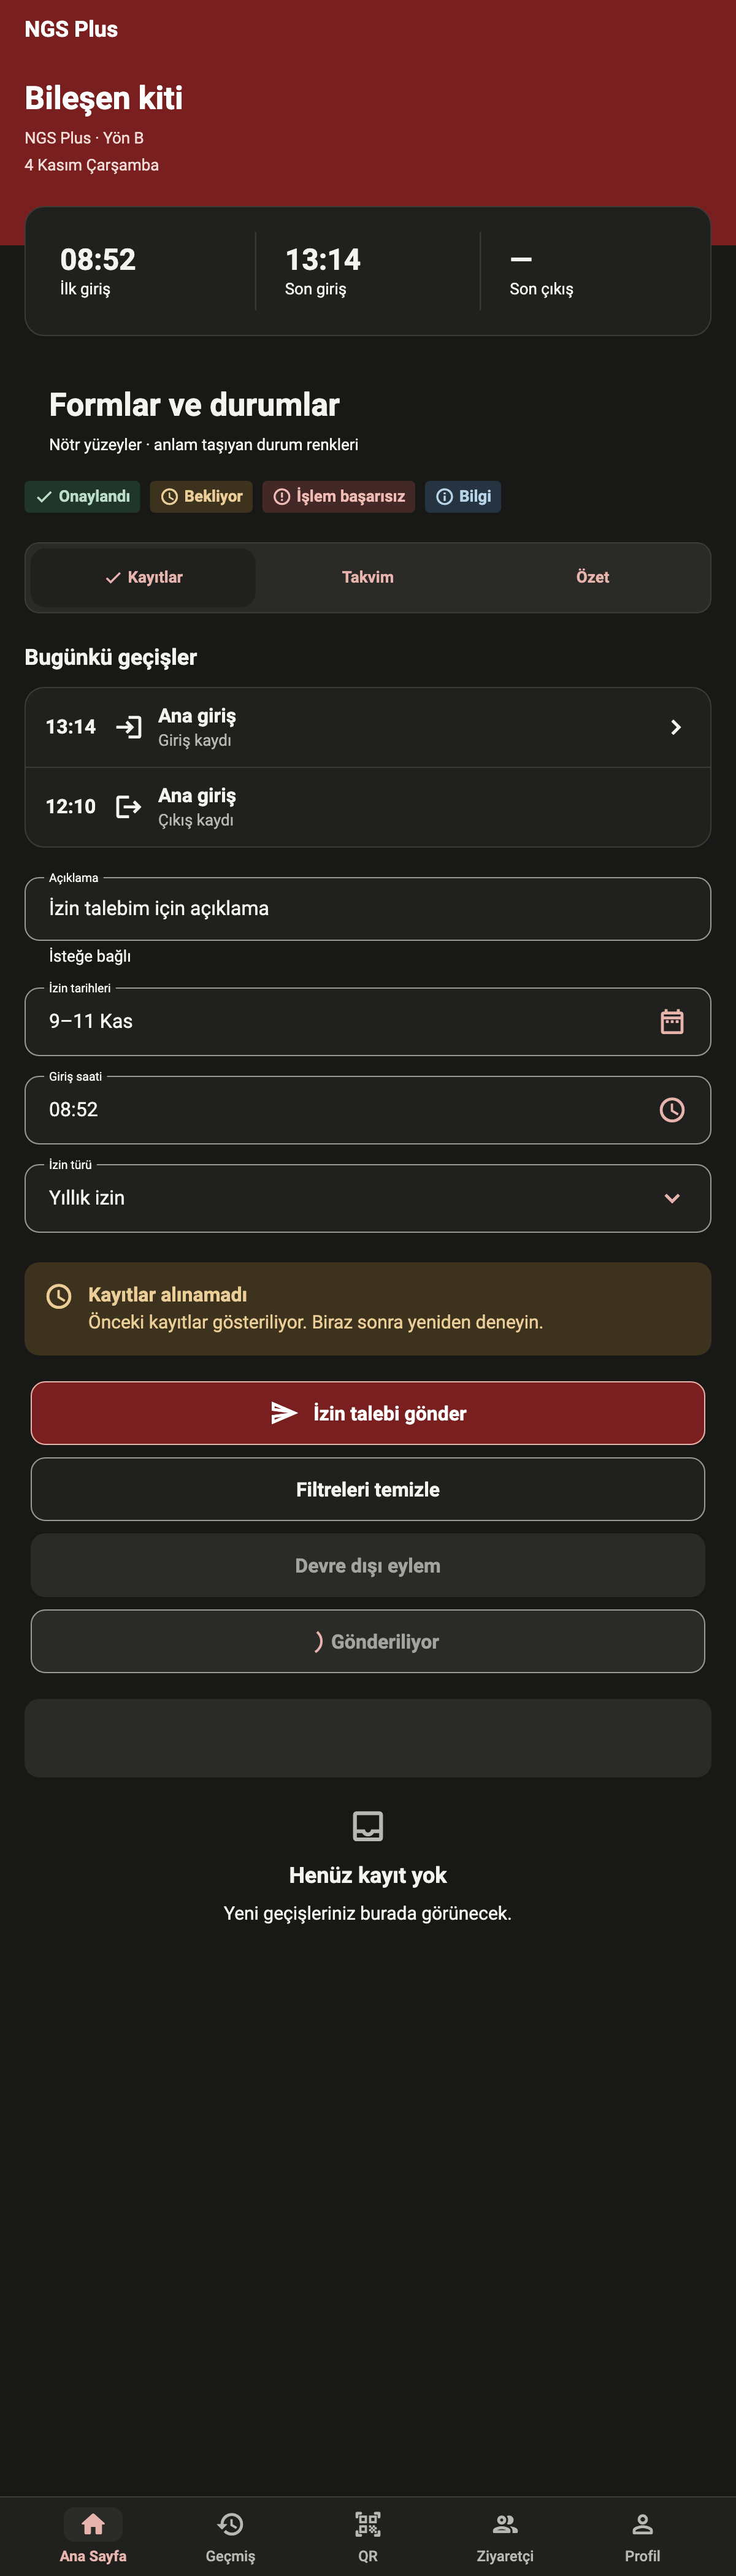 NGS Plus
Bileşen kiti
NGS Plus · Yön B
4 Kasım Çarşamba
08:52
İlk giriş
13:14
Son giriş
—
Son çıkış
Formlar ve durumlar
Nötr yüzeyler · anlam taşıyan durum renkleri
Onaylandı
Bekliyor
İşlem başarısız
Bilgi
Kayıtlar
Takvim
Özet
Bugünkü geçişler
13:14
Ana giriş
Giriş kaydı
12:10
Ana giriş
Çıkış kaydı
Açıklama
İzin talebim için açıklama
İsteğe bağlı
İzin tarihleri
9–11 Kas
Giriş saati
08:52
İzin türü
Yıllık izin
Kayıtlar alınamadı
Önceki kayıtlar gösteriliyor. Biraz sonra yeniden deneyin.
İzin talebi gönder
Filtreleri temizle
Devre dışı eylem
Gönderiliyor
Henüz kayıt yok
Yeni geçişleriniz burada görünecek.
Ana Sayfa
Geçmiş
QR
Ziyaretçi
Profil